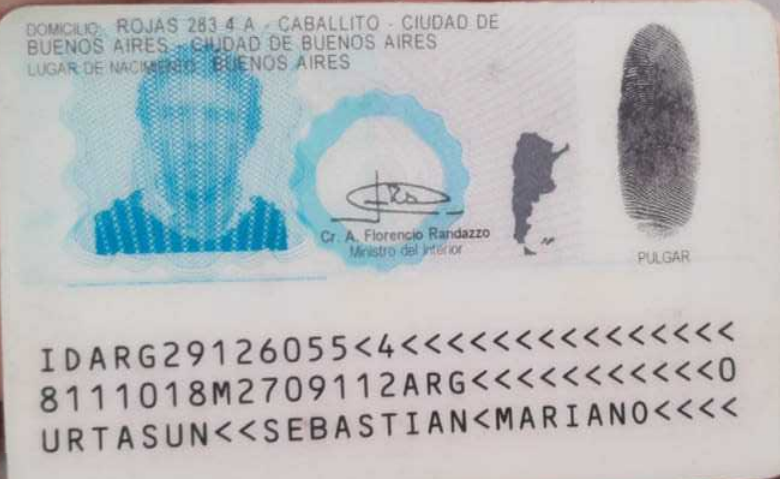 DOMICILIO: ROJAS 283 4 A - CABALLITO - CIUDAD DE
BUENOS AIRES - CIUDAD DE BUENOS AIRES
LUGAR DE NACIMIENTO: BUENOS AIRES
Cr. A. Florencio Randazzo
Ministro del Interior
PULGAR
IDARG29126055<4<<<<<<<<<<<<<<<
8111018M2709112ARG<<<<<<<<<<<0
URTASUN<<SEBASTIAN<MARIANO<<<<